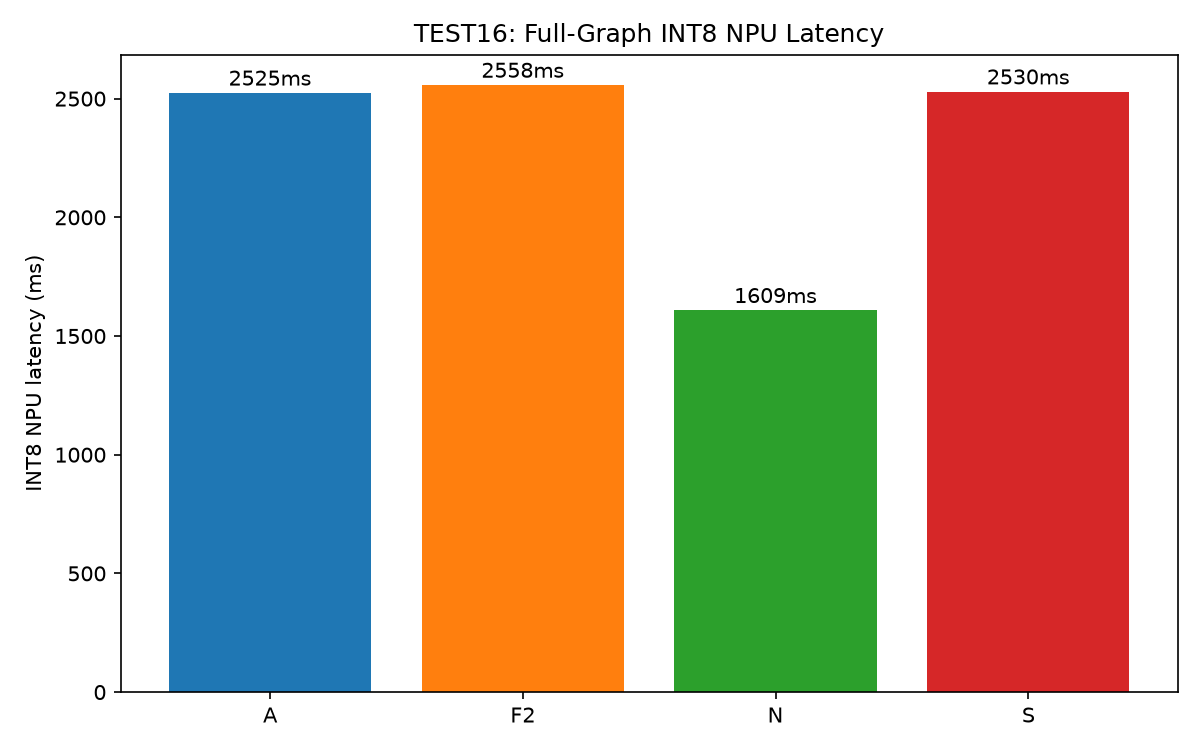 TEST16: Full-Graph INT8 NPU Latency
2525ms
2558ms
1609ms
2530ms
INT8 NPU latency (ms)
2500
2000
1500
1000
500
0
A
F2
N
S